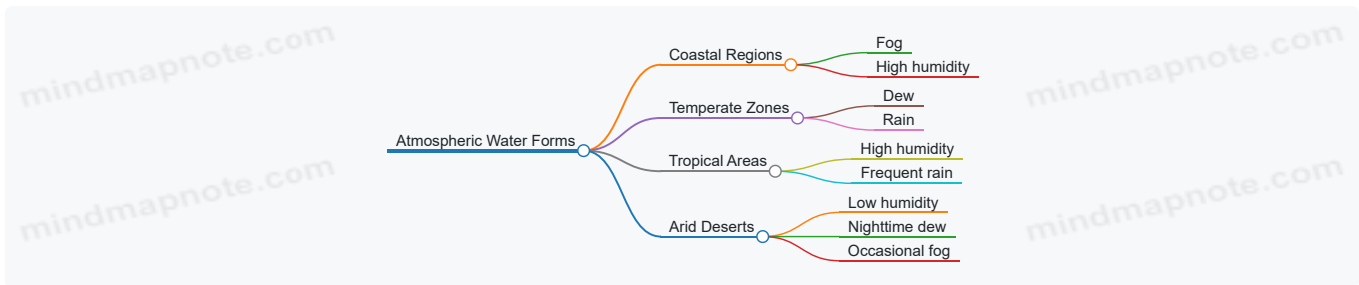 mindmapnote.com
mindmapnote.com
Atmospheric Water Forms
Coastal Regions
Fog
High humidity
Temperate Zones
Dew
Rain
Tropical Areas
High humidity
Frequent rain
Arid Deserts
Low humidity
Nighttime dew
Occasional fog
mindmapnote.com
mindmapnote.com